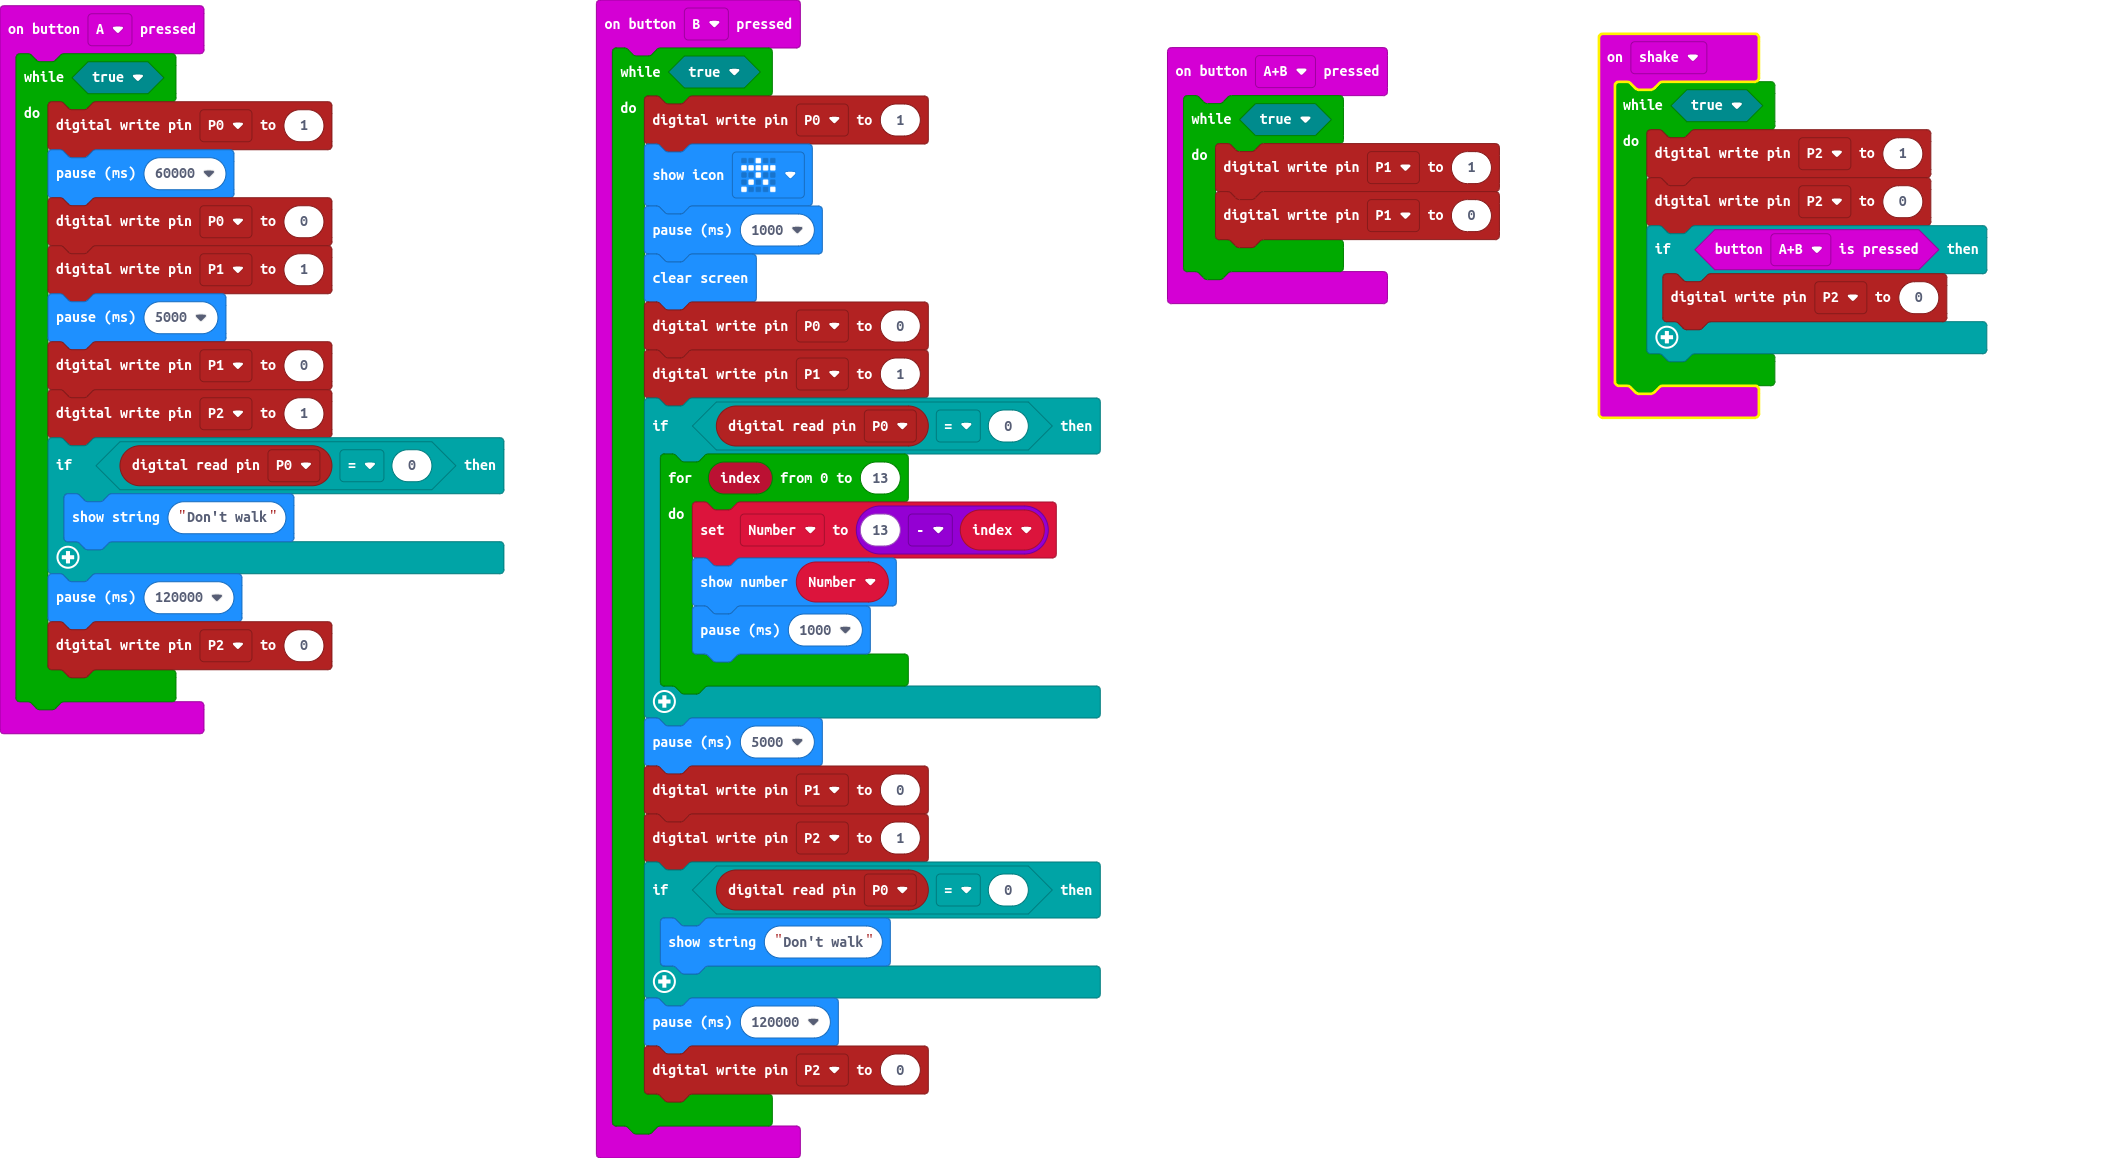 on button A pressed
while true
do
digital write pin P0 to 1
pause (ms) 60000
digital write pin P0 to 0
digital write pin P1 to 1
pause (ms) 5000
digital write pin P1 to 0
digital write pin P2 to 1
if digital read pin P0 = 0 then
show string "Don't walk"
pause (ms) 120000
digital write pin P2 to 0
on button B pressed
while true
do
digital write pin P0 to 1
show icon
pause (ms) 1000
clear screen
digital write pin P0 to 0
digital write pin P1 to 1
if digital read pin P0 = 0 then
for index from 0 to 13
do
set Number to 13 - index
show number Number
pause (ms) 1000
pause (ms) 5000
digital write pin P1 to 0
digital write pin P2 to 1
if digital read pin P0 = 0 then
show string "Don't walk"
pause (ms) 120000
digital write pin P2 to 0
on button A+B pressed
while true
do
digital write pin P1 to 1
digital write pin P1 to 0
on shake
while true
do
digital write pin P2 to 1
digital write pin P2 to 0
if button A+B is pressed then
digital write pin P2 to 0